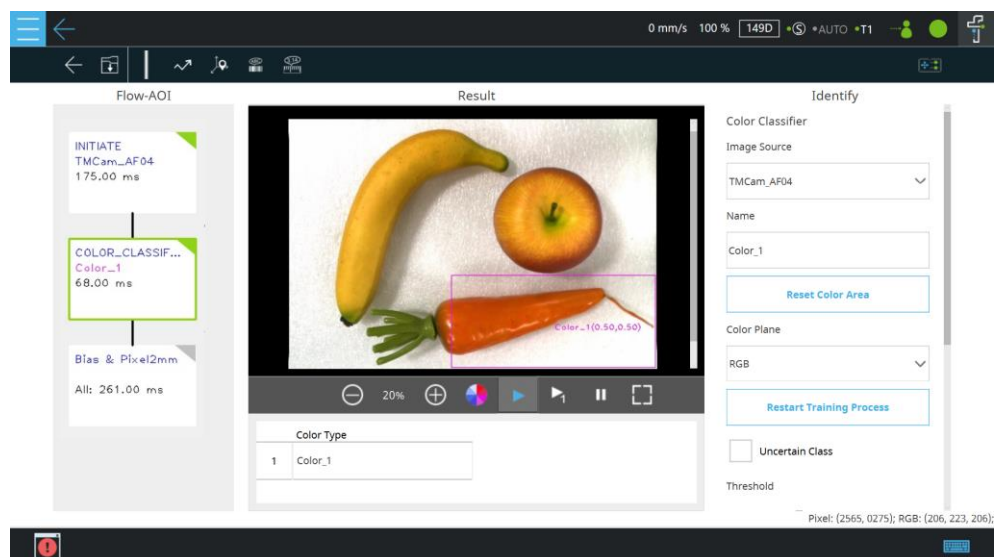 0 mm/s 100 % 149D •Ⓢ •AUTO •T1
Flow-AOI
Result
Identify
INITIATE
TMCam_AF04
175.00 ms
COLOR_CLASSIF...
Color_1
68.00 ms
Bias & Pixel2mm
All: 261.00 ms
Color_1(0.50,0.50)
20%
1
Color Type
1 Color_1
Color Classifier
Image Source
TMCam_AF04
Name
Color_1
Reset Color Area
Color Plane
RGB
Restart Training Process
Uncertain Class
Threshold
Pixel: (2565, 0275); RGB: (206, 223, 206);